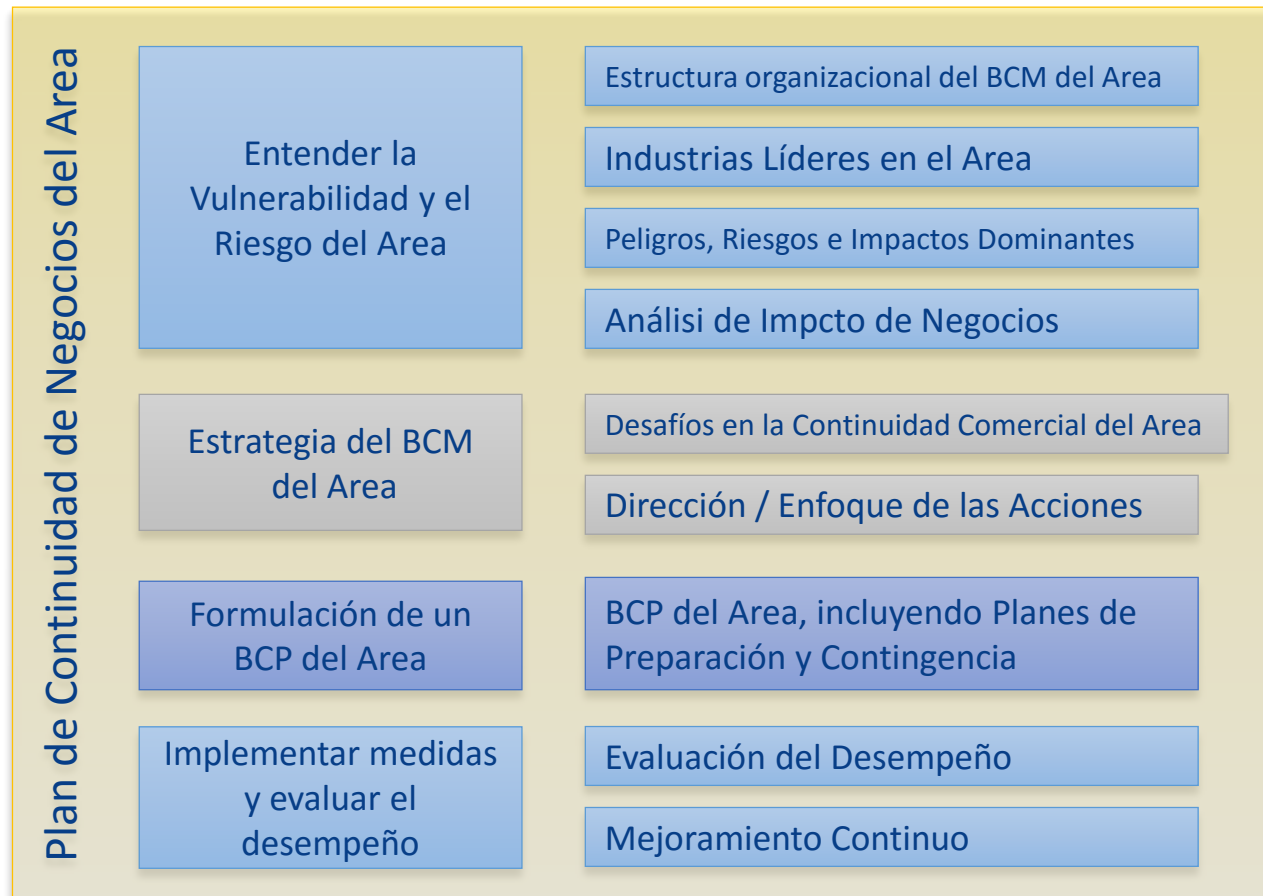 Plan de Continuidad de Negocios del Area
Entender la
Vulnerabilidad y el
Riesgo del Area
Estructura organizacional del BCM del Area
Industrias Líderes en el Area
Peligros, Riesgos e Impactos Dominantes
Análisi de Impcto de Negocios
Estrategia del BCM
del Area
Desafíos en la Continuidad Comercial del Area
Dirección / Enfoque de las Acciones
Formulación de un
BCP del Area
BCP del Area, incluyendo Planes de
Preparación y Contingencia
Implementar medidas
y evaluar el
desempeño
Evaluación del Desempeño
Mejoramiento Continuo